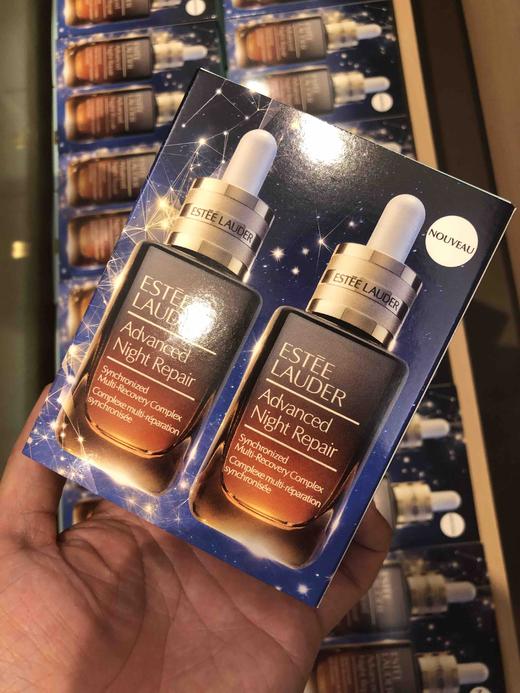 ESTĒE LAUDER
ESTĒE
LAUDER
Advanced
Night Repair
Synchronized
Multi-Recovery Complex
Complexe multi-réparation
synchronisée
NOUVEAU
ESTĒE LAUDER
ESTĒE
LAUDER
Advanced
Night Repair
Synchronized
Multi-Recovery Complex
Complexe multi-réparation
synchronisée